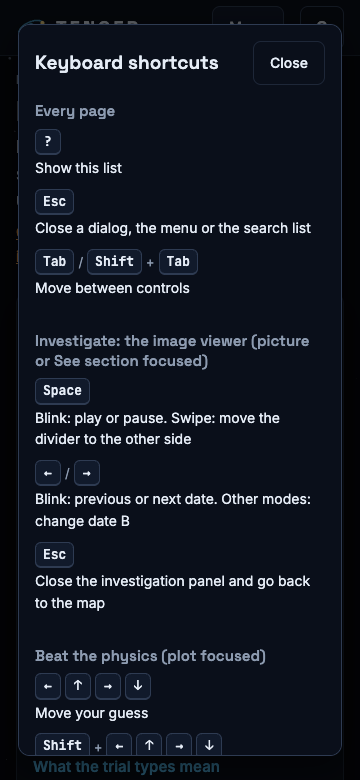 Keyboard shortcuts
Close
Every page
?
Show this list
Esc
Close a dialog, the menu or the search list
Tab / Shift + Tab
Move between controls
Investigate: the image viewer (picture
or See section focused)
Space
Blink: play or pause. Swipe: move the
divider to the other side
← / →
Blink: previous or next date. Other modes:
change date B
Esc
Close the investigation panel and go back
to the map
Beat the physics (plot focused)
← ↑ → ↓
Move your guess
Shift + ← ↑ → ↓
What the trial types mean